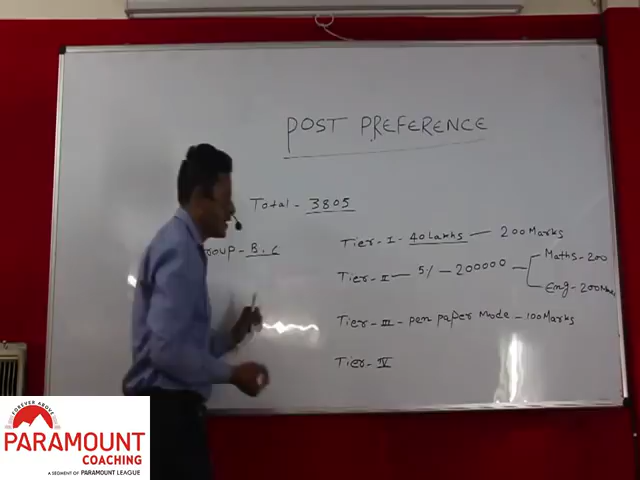 POST PREFERENCE
Total - 3805
roup - B, C
Tier - I - 40 Lakhs — 200 Marks
Tier - II — 5% — 200000 — Maths - 200
Eng - 200 Marks
Tier - III - pen paper Mode - 100 Marks
Tier - IV
FOREVER ABOVE
PARAMOUNT
COACHING
A SEGMENT OF PARAMOUNT LEAGUE